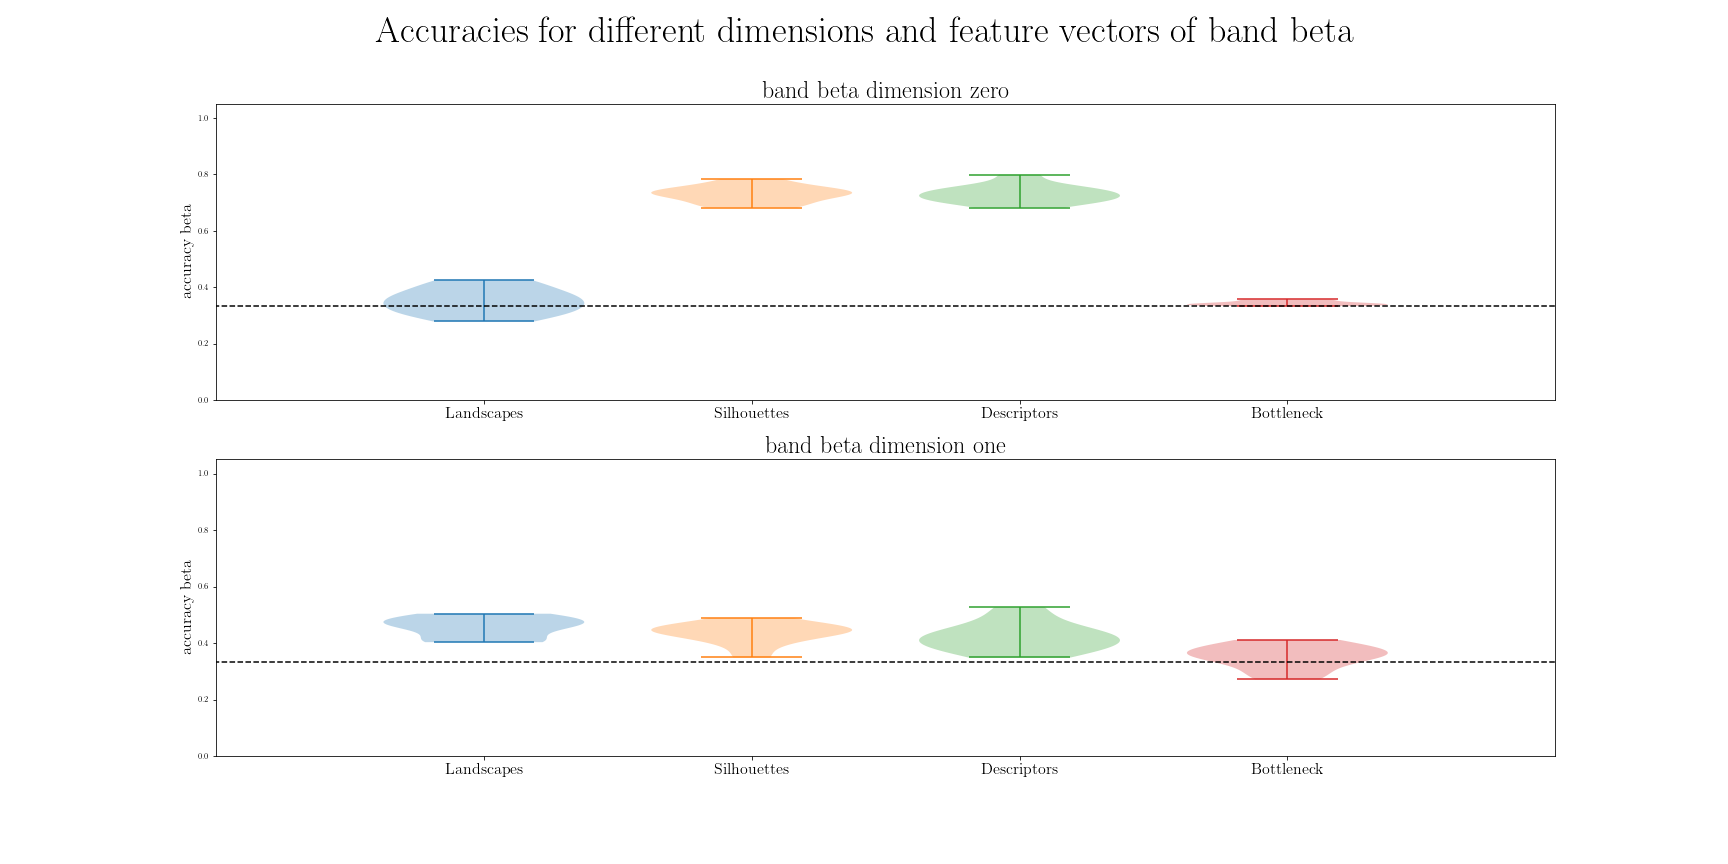 Accuracies for different dimensions and feature vectors of band beta
band beta dimension zero
accuracy beta
1.0
0.8
0.6
0.4
0.2
0.0
Landscapes Silhouettes Descriptors Bottleneck
band beta dimension one
accuracy beta
1.0
0.8
0.6
0.4
0.2
0.0
Landscapes Silhouettes Descriptors Bottleneck